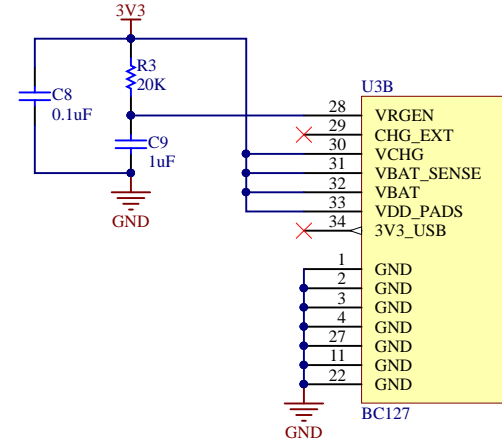 3V3
R3
20K
C8
0.1uF
C9
1uF
GND
U3B
28 VRGEN
29 CHG_EXT
30 VCHG
31 VBAT_SENSE
32 VBAT
33 VDD_PADS
34 3V3_USB
1 GND
2 GND
3 GND
4 GND
27 GND
11 GND
22 GND
BC127
GND